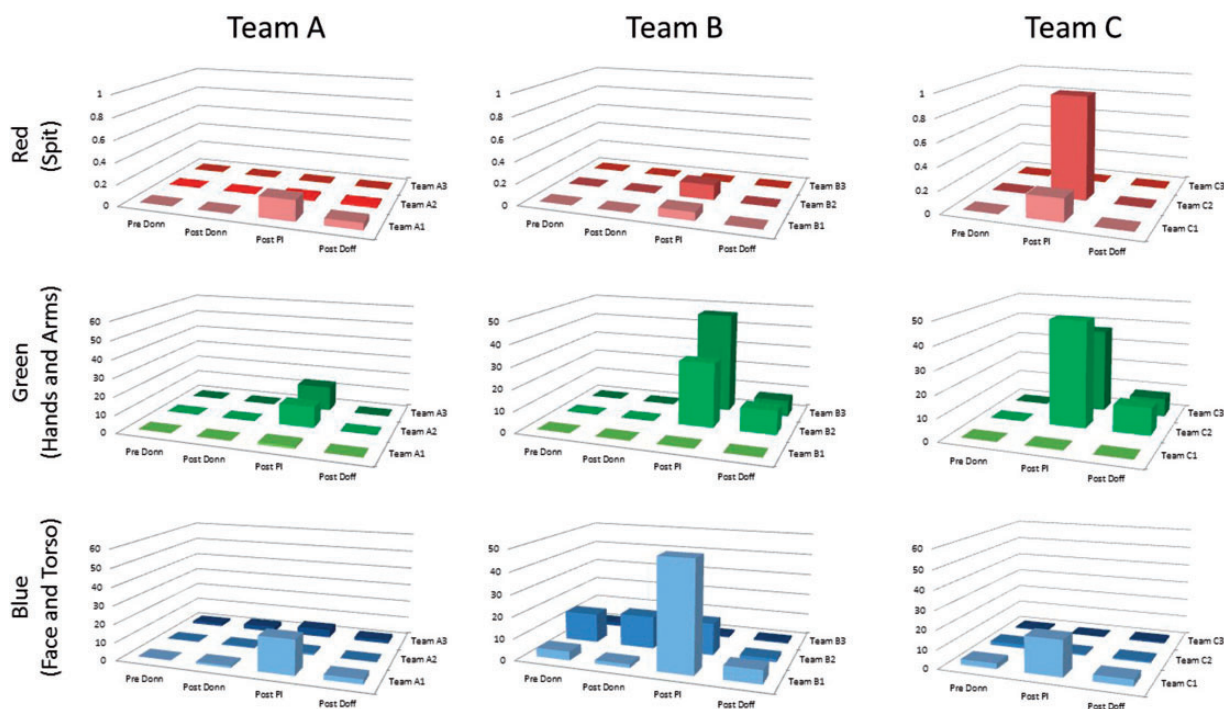 Team A
Team B
Team C
Red
(Spit)
1
0.8
0.6
0.4
0.2
0
Pre Donn
Post Donn
Post PI
Post Doff
Team A3
Team A2
Team A1
1
0.8
0.6
0.4
0.2
0
Pre Donn
Post Donn
Post PI
Post Doff
Team B3
Team B2
Team B1
1
0.8
0.6
0.4
0.2
0
Pre Donn
Post PI
Post Doff
Team C3
Team C2
Team C1
Green
(Hands and Arms)
60
50
40
30
20
10
0
Pre Donn
Post Donn
Post PI
Post Doff
Team A3
Team A2
Team A1
50
40
30
20
10
0
Pre Donn
Post Donn
Post PI
Post Doff
Team B3
Team B2
Team B1
50
40
30
20
10
0
Pre Donn
Post PI
Post Doff
Team C3
Team C2
Team C1
Blue
(Face and Torso)
60
50
40
30
20
10
0
Pre Donn
Post Donn
Post PI
Post Doff
Team A3
Team A2
Team A1
50
40
30
20
10
0
Pre Donn
Post Donn
Post PI
Post Doff
Team B3
Team B2
Team B1
60
50
40
30
20
10
0
Pre Donn
Post PI
Post Doff
Team C3
Team C2
Team C1